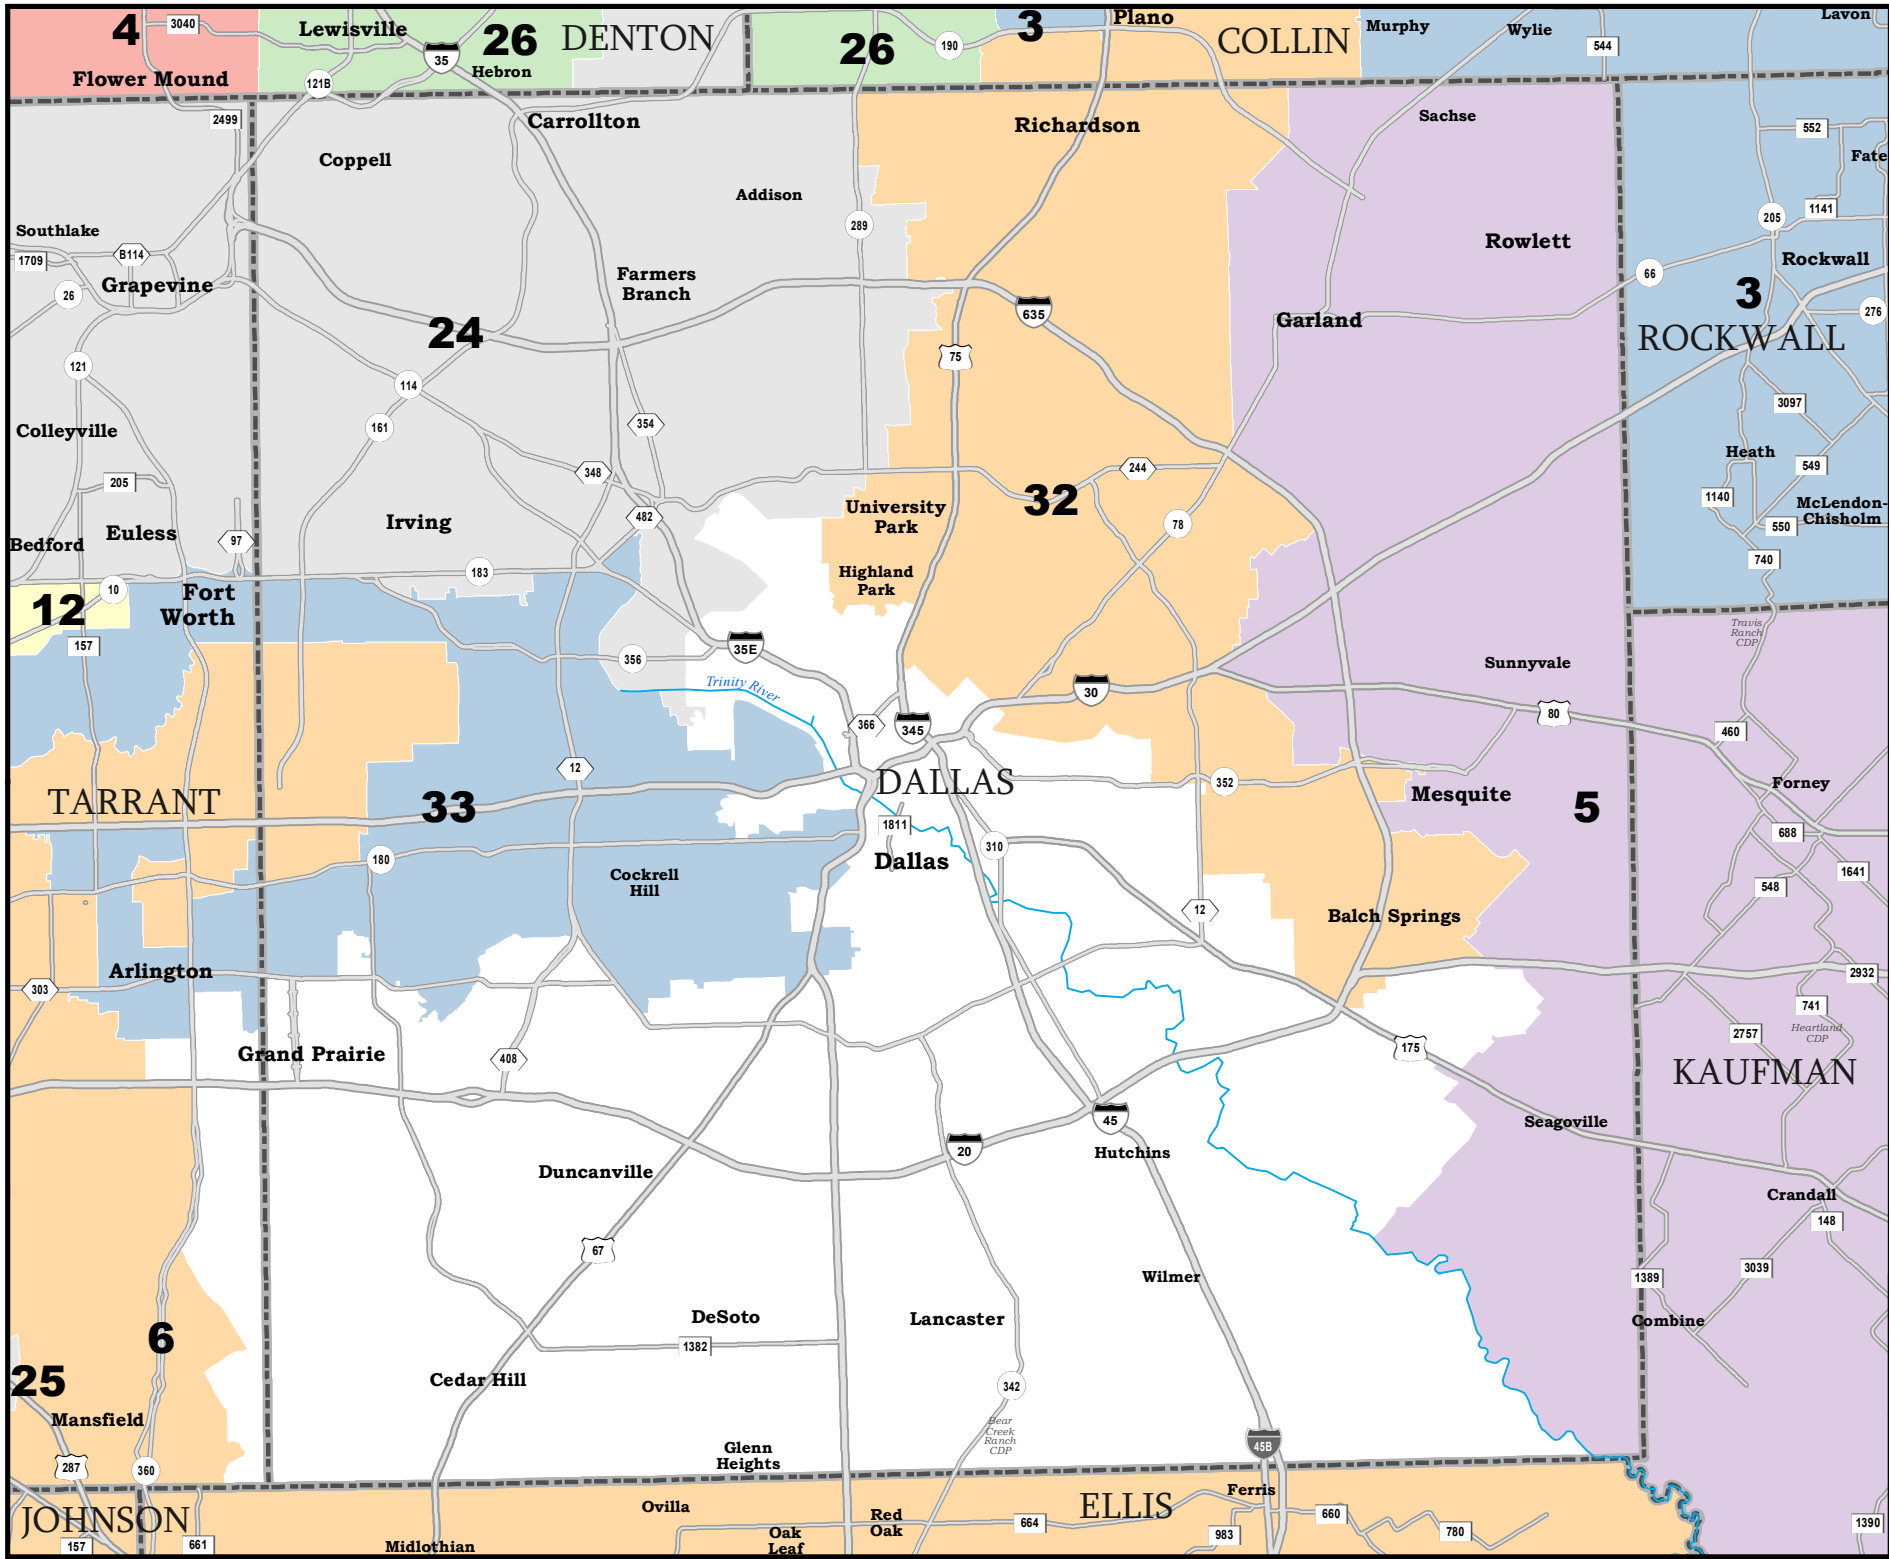 4
3040
Lewisville
26
DENTON
26
190
3
Plano
COLLIN
Murphy
Wylie
544
Lavon
35
Hebron
Flower Mound
121B
2499
Carrollton
Richardson
Sachse
552
Fate
Coppell
Addison
289
205
1141
Southlake
1709
B114
Grapevine
26
Farmers
Branch
Rowlett
66
Rockwall
3
276
ROCKWALL
24
635
Garland
75
121
114
161
354
3097
Colleyville
205
348
244
Heath
549
1140
McLendon-
Chisholm
550
740
University
Park
32
482
78
Irving
Euless
Bedford
97
183
Highland
Park
10
12
Fort
Worth
157
356
35E
Trinity River
30
Travis
Ranch
CDP
Sunnyvale
80
460
366
345
12
DALLAS
352
Forney
TARRANT
33
Mesquite
5
1811
688
310
180
Dallas
Cockrell
Hill
548
1641
12
Balch Springs
Arlington
303
2932
741
Heartland
CDP
2757
175
Grand Prairie
408
KAUFMAN
45
20
Hutchins
Seagoville
Duncanville
Crandall
148
67
Wilmer
1389
3039
DeSoto
Lancaster
Combine
1382
6
25
Cedar Hill
342
Mansfield
Bear
Creek
Ranch
CDP
45B
Glenn
Heights
287
360
JOHNSON
Ovilla
ELLIS
Ferris
Red
Oak
664
660
780
1390
983
Oak
Leaf
157
661
Midlothian